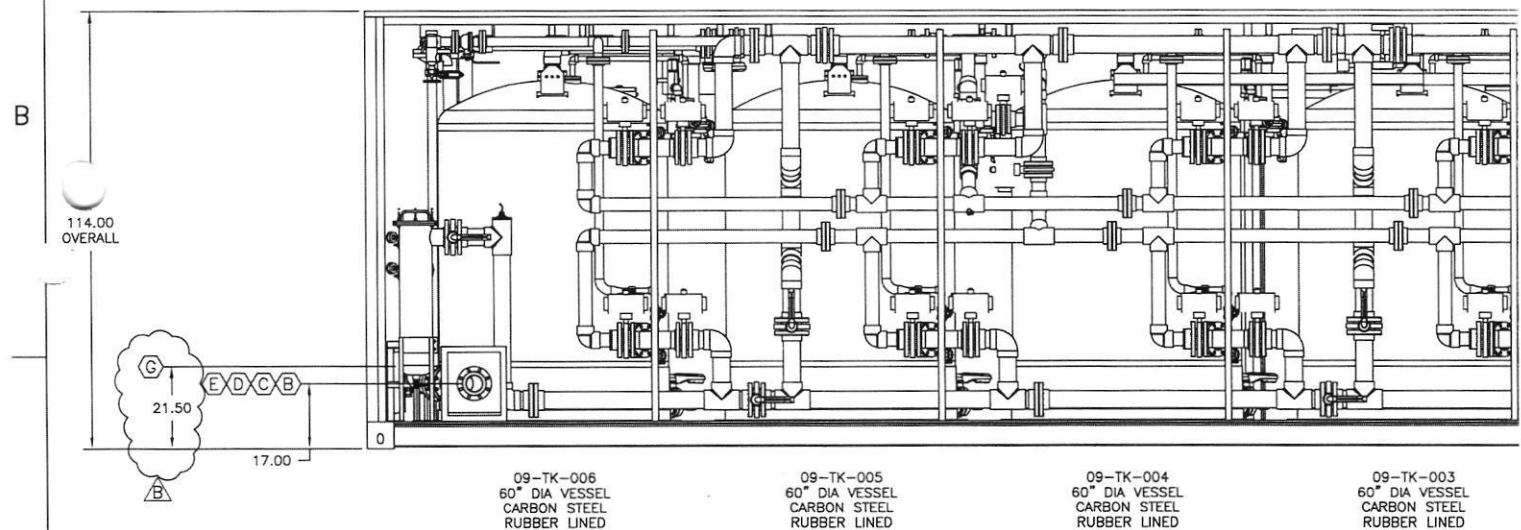 B
114.00
OVERALL
G
E D C B
21.50
17.00
B
0
09-TK-006
60" DIA VESSEL
CARBON STEEL
RUBBER LINED
09-TK-005
60" DIA VESSEL
CARBON STEEL
RUBBER LINED
09-TK-004
60" DIA VESSEL
CARBON STEEL
RUBBER LINED
09-TK-003
60" DIA VESSEL
CARBON STEEL
RUBBER LINED